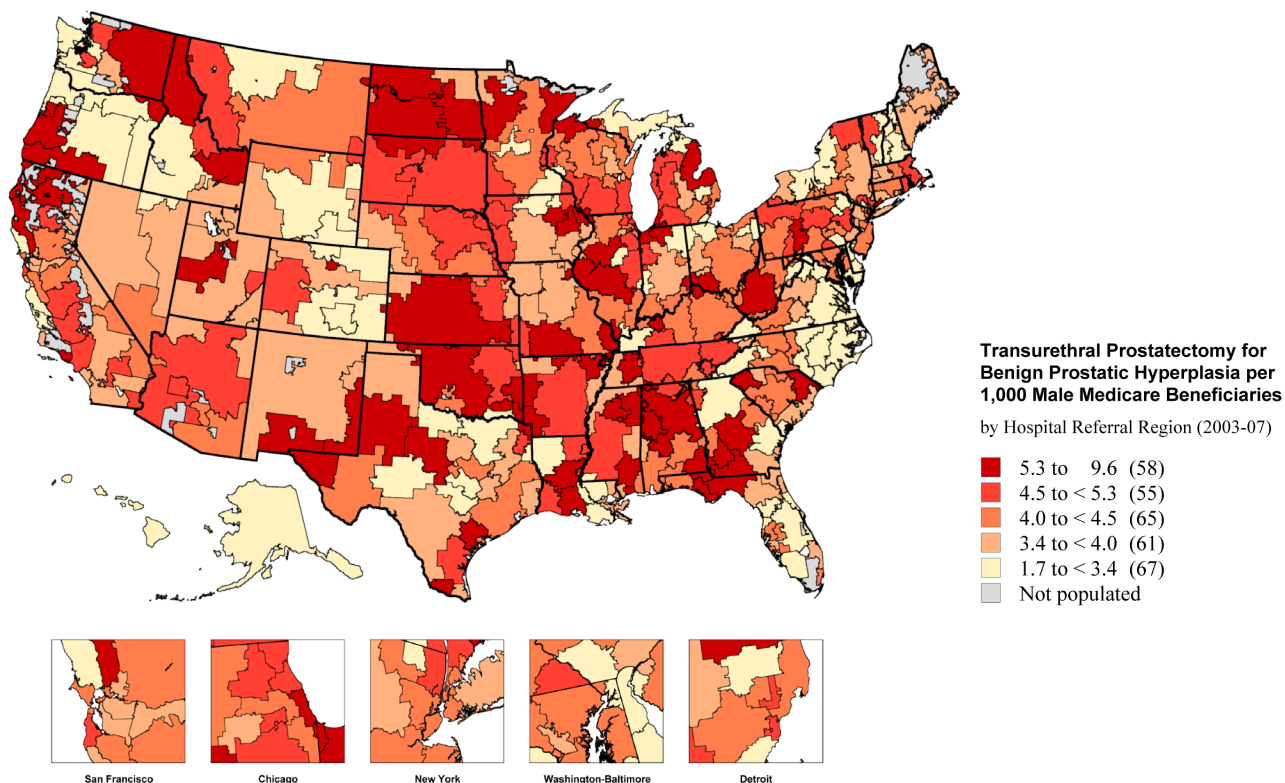 Transurethral Prostatectomy for
Benign Prostatic Hyperplasia per
1,000 Male Medicare Beneficiaries
by Hospital Referral Region (2003-07)
5.3 to 9.6 (58)
4.5 to < 5.3 (55)
4.0 to < 4.5 (65)
3.4 to < 4.0 (61)
1.7 to < 3.4 (67)
Not populated
San Francisco
Chicago
New York
Washington-Baltimore
Detroit